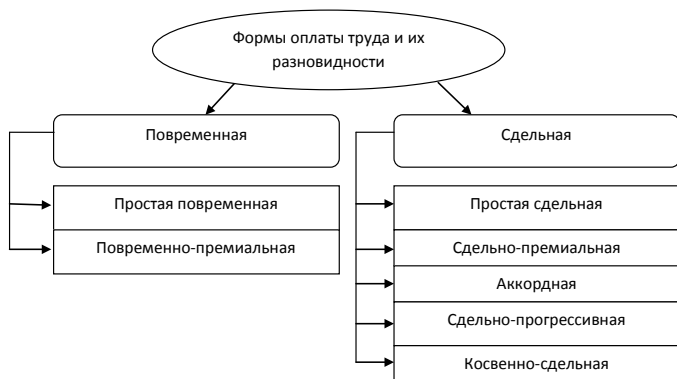 Формы оплаты труда и их
разновидности
Повременная
Сдельная
Простая повременная
Повременно-премиальная
Простая сдельная
Сдельно-премиальная
Аккордная
Сдельно-прогрессивная
Косвенно-сдельная